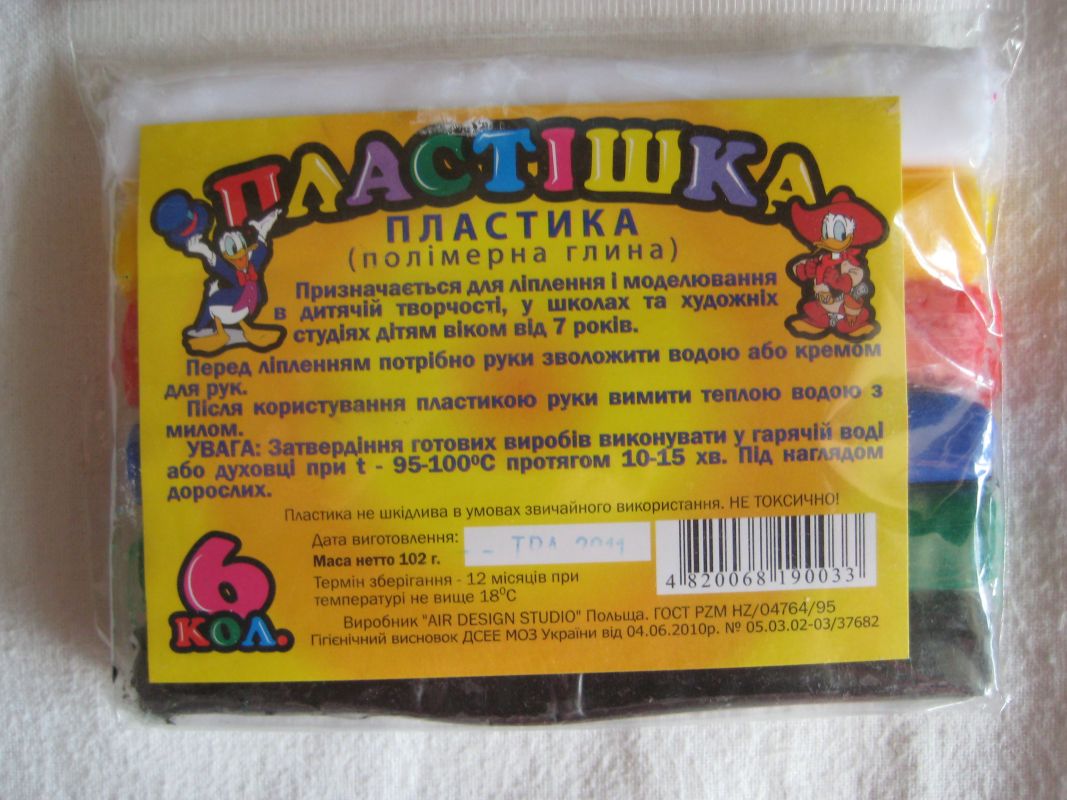 ПЛАСТІШКА
ПЛАСТИКА
(полімерна глина)
Призначається для ліплення і моделювання
в дитячій творчості, у школах та художніх
студіях дітям віком від 7 років.
Перед ліпленням потрібно руки зволожити водою або кремом
для рук.
Після користування пластикою руки вимити теплою водою з
милом.
УВАГА: Затвердіння готових виробів виконувати у гарячій воді
або духовці при t - 95-100ºС протягом 10-15 хв. Під наглядом
дорослих.
Пластика не шкідлива в умовах звичайного використання. НЕ ТОКСИЧНО!
Дата виготовлення:
Маса нетто 102 г.
Термін зберігання - 12 місяців при
температурі не вище 18⁰С
4 820068 190033
6
КОЛ.
Виробник "AIR DESIGN STUDIO" Польща. ГОСТ PZM HZ/04764/95
Гігієнічний висновок ДСЕЕ МОЗ України від 04.06.2010р. № 05.03.02-03/37682